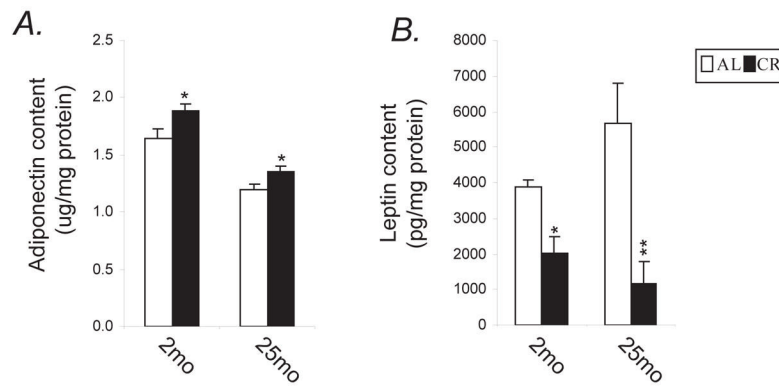 A.
Adiponectin content
(ug/mg protein)
2.5
2.0
1.5
1.0
0.5
0.0
*
*
2mo
25mo
B.
Leptin content
(pg/mg protein)
8000
7000
6000
5000
4000
3000
2000
1000
0
*
**
2mo
25mo
AL CR